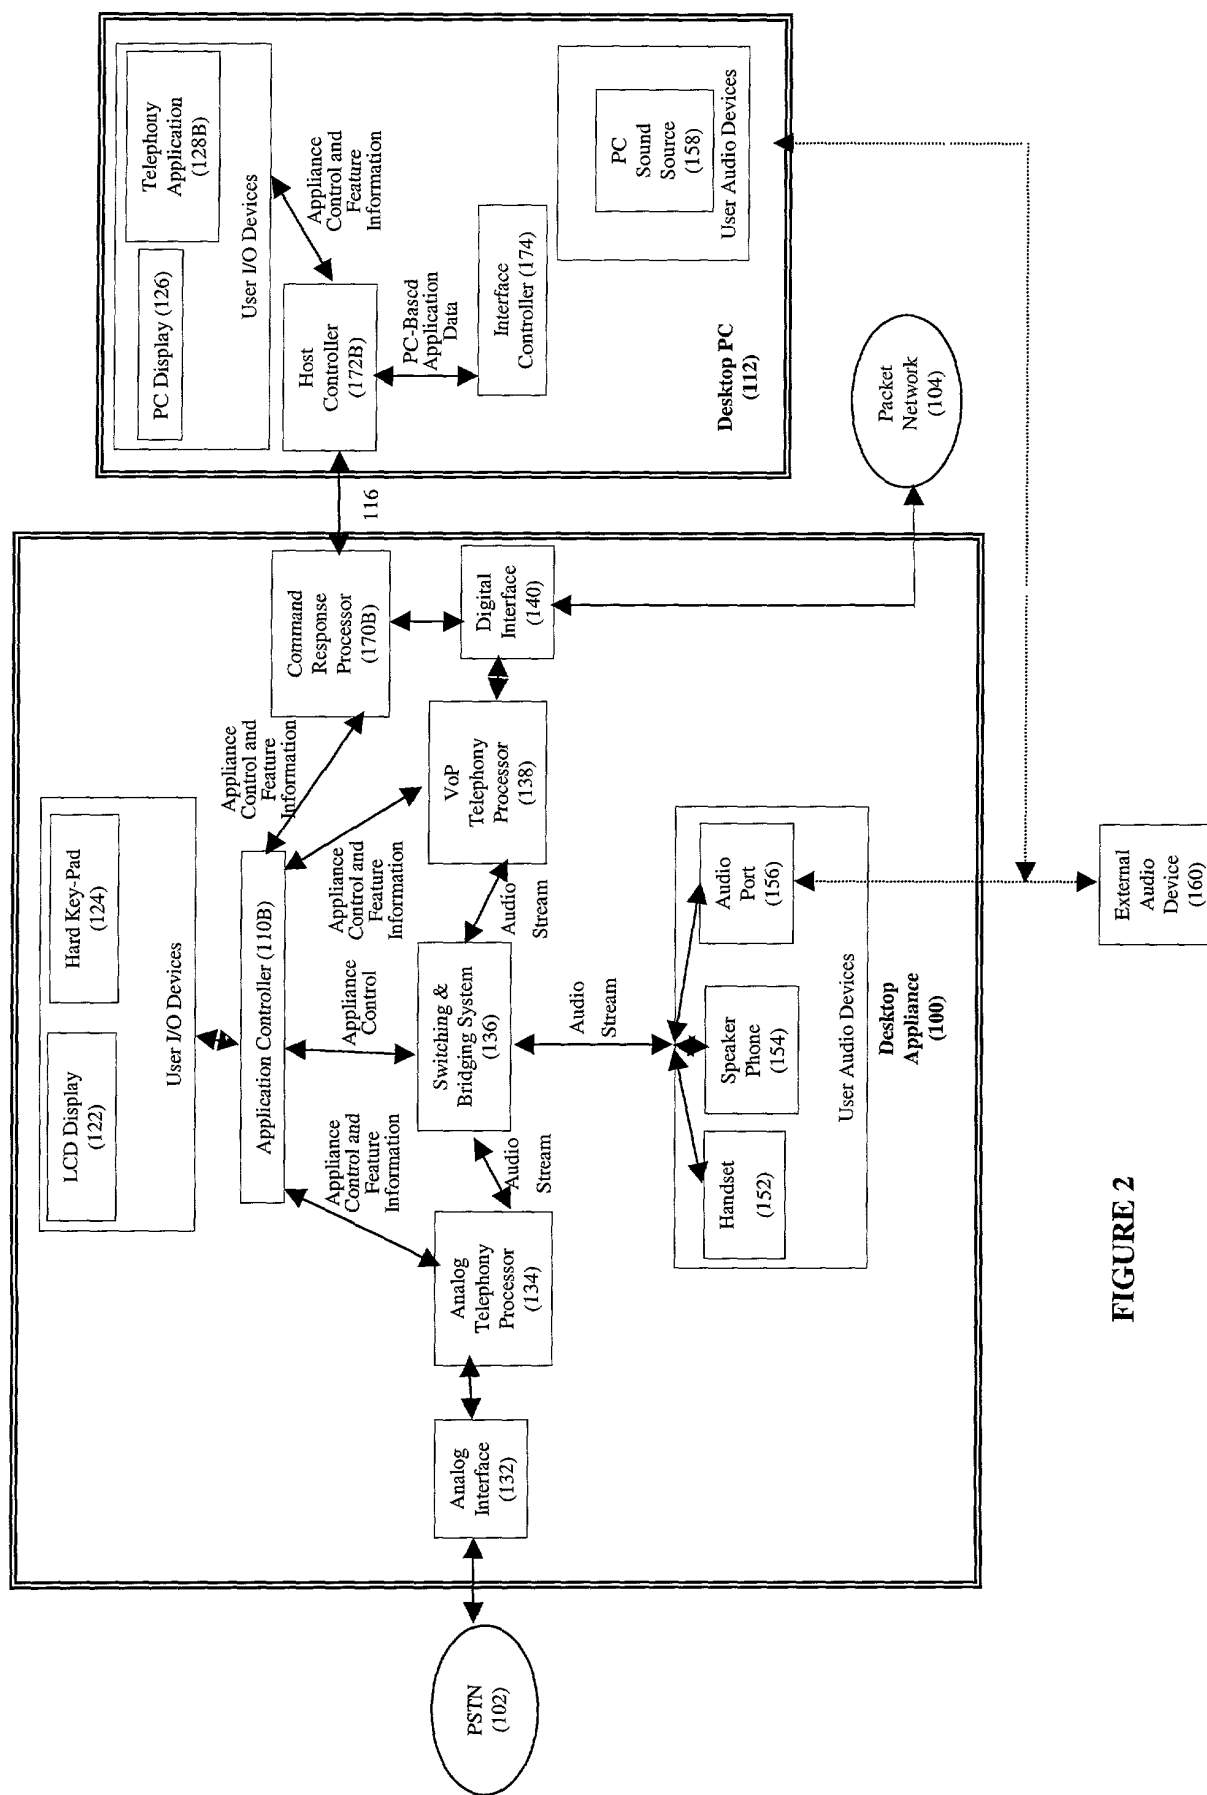 LCD Display
(122)
Hard Key-Pad
(124)
User I/O Devices
Application Controller (110B)
Appliance
Control and
Feature
Information
Appliance
Control
Appliance
Control and
Feature
Information
Appliance
Control and
Feature
Information
Command
Response
Processor
(170B)
PSTN
(102)
Analog
Interface
(132)
Analog
Telephony
Processor
(134)
Audio
Stream
Switching &
Bridging System
(136)
Audio
Stream
VoP
Telephony
Processor
(138)
Digital
Interface
(140)
Audio
Stream
Handset
(152)
Speaker
Phone
(154)
Audio
Port
(156)
User Audio Devices
Desktop
Appliance
(100)
116
PC Display (126)
Telephony
Application
(128B)
User I/O Devices
Host
Controller
(172B)
Appliance
Control and
Feature
Information
PC-Based
Application
Data
Interface
Controller (174)
PC
Sound
Source
(158)
User Audio Devices
Desktop PC
(112)
Packet
Network
(104)
External
Audio
Device
(160)
FIGURE 2